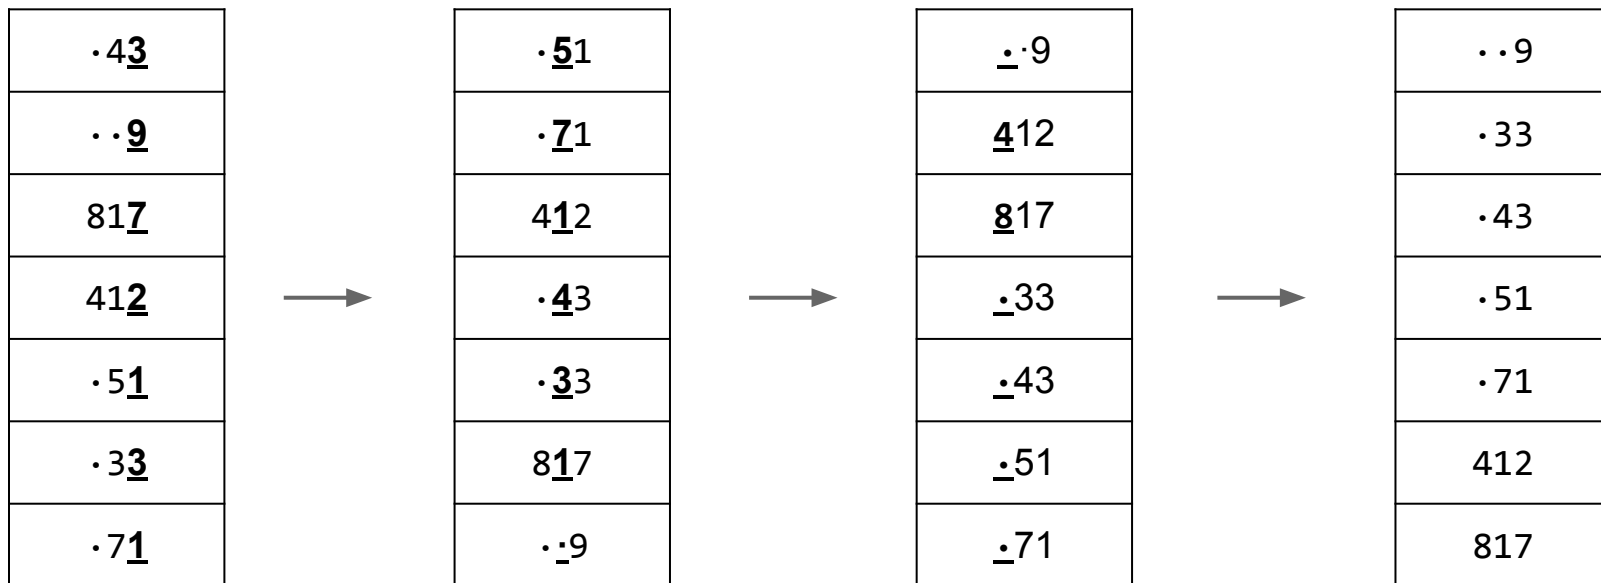 ·43 ·51 ··9 ··9
··9 ·71 412 ·33
817 412 817 ·43
412 ·43 ·33 ·51
·51 ·33 ·43 ·71
·33 817 ·51 412
·71 ··9 ·71 817